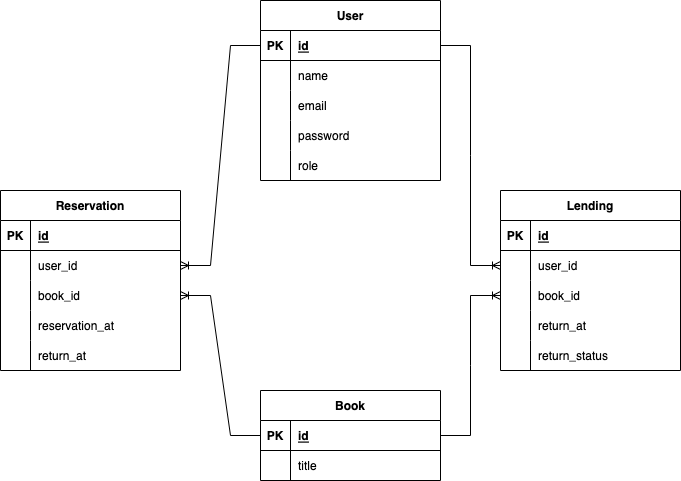 User
PK id
name
email
password
role
Reservation
PK id
user_id
book_id
reservation_at
return_at
Lending
PK id
user_id
book_id
return_at
return_status
Book
PK id
title